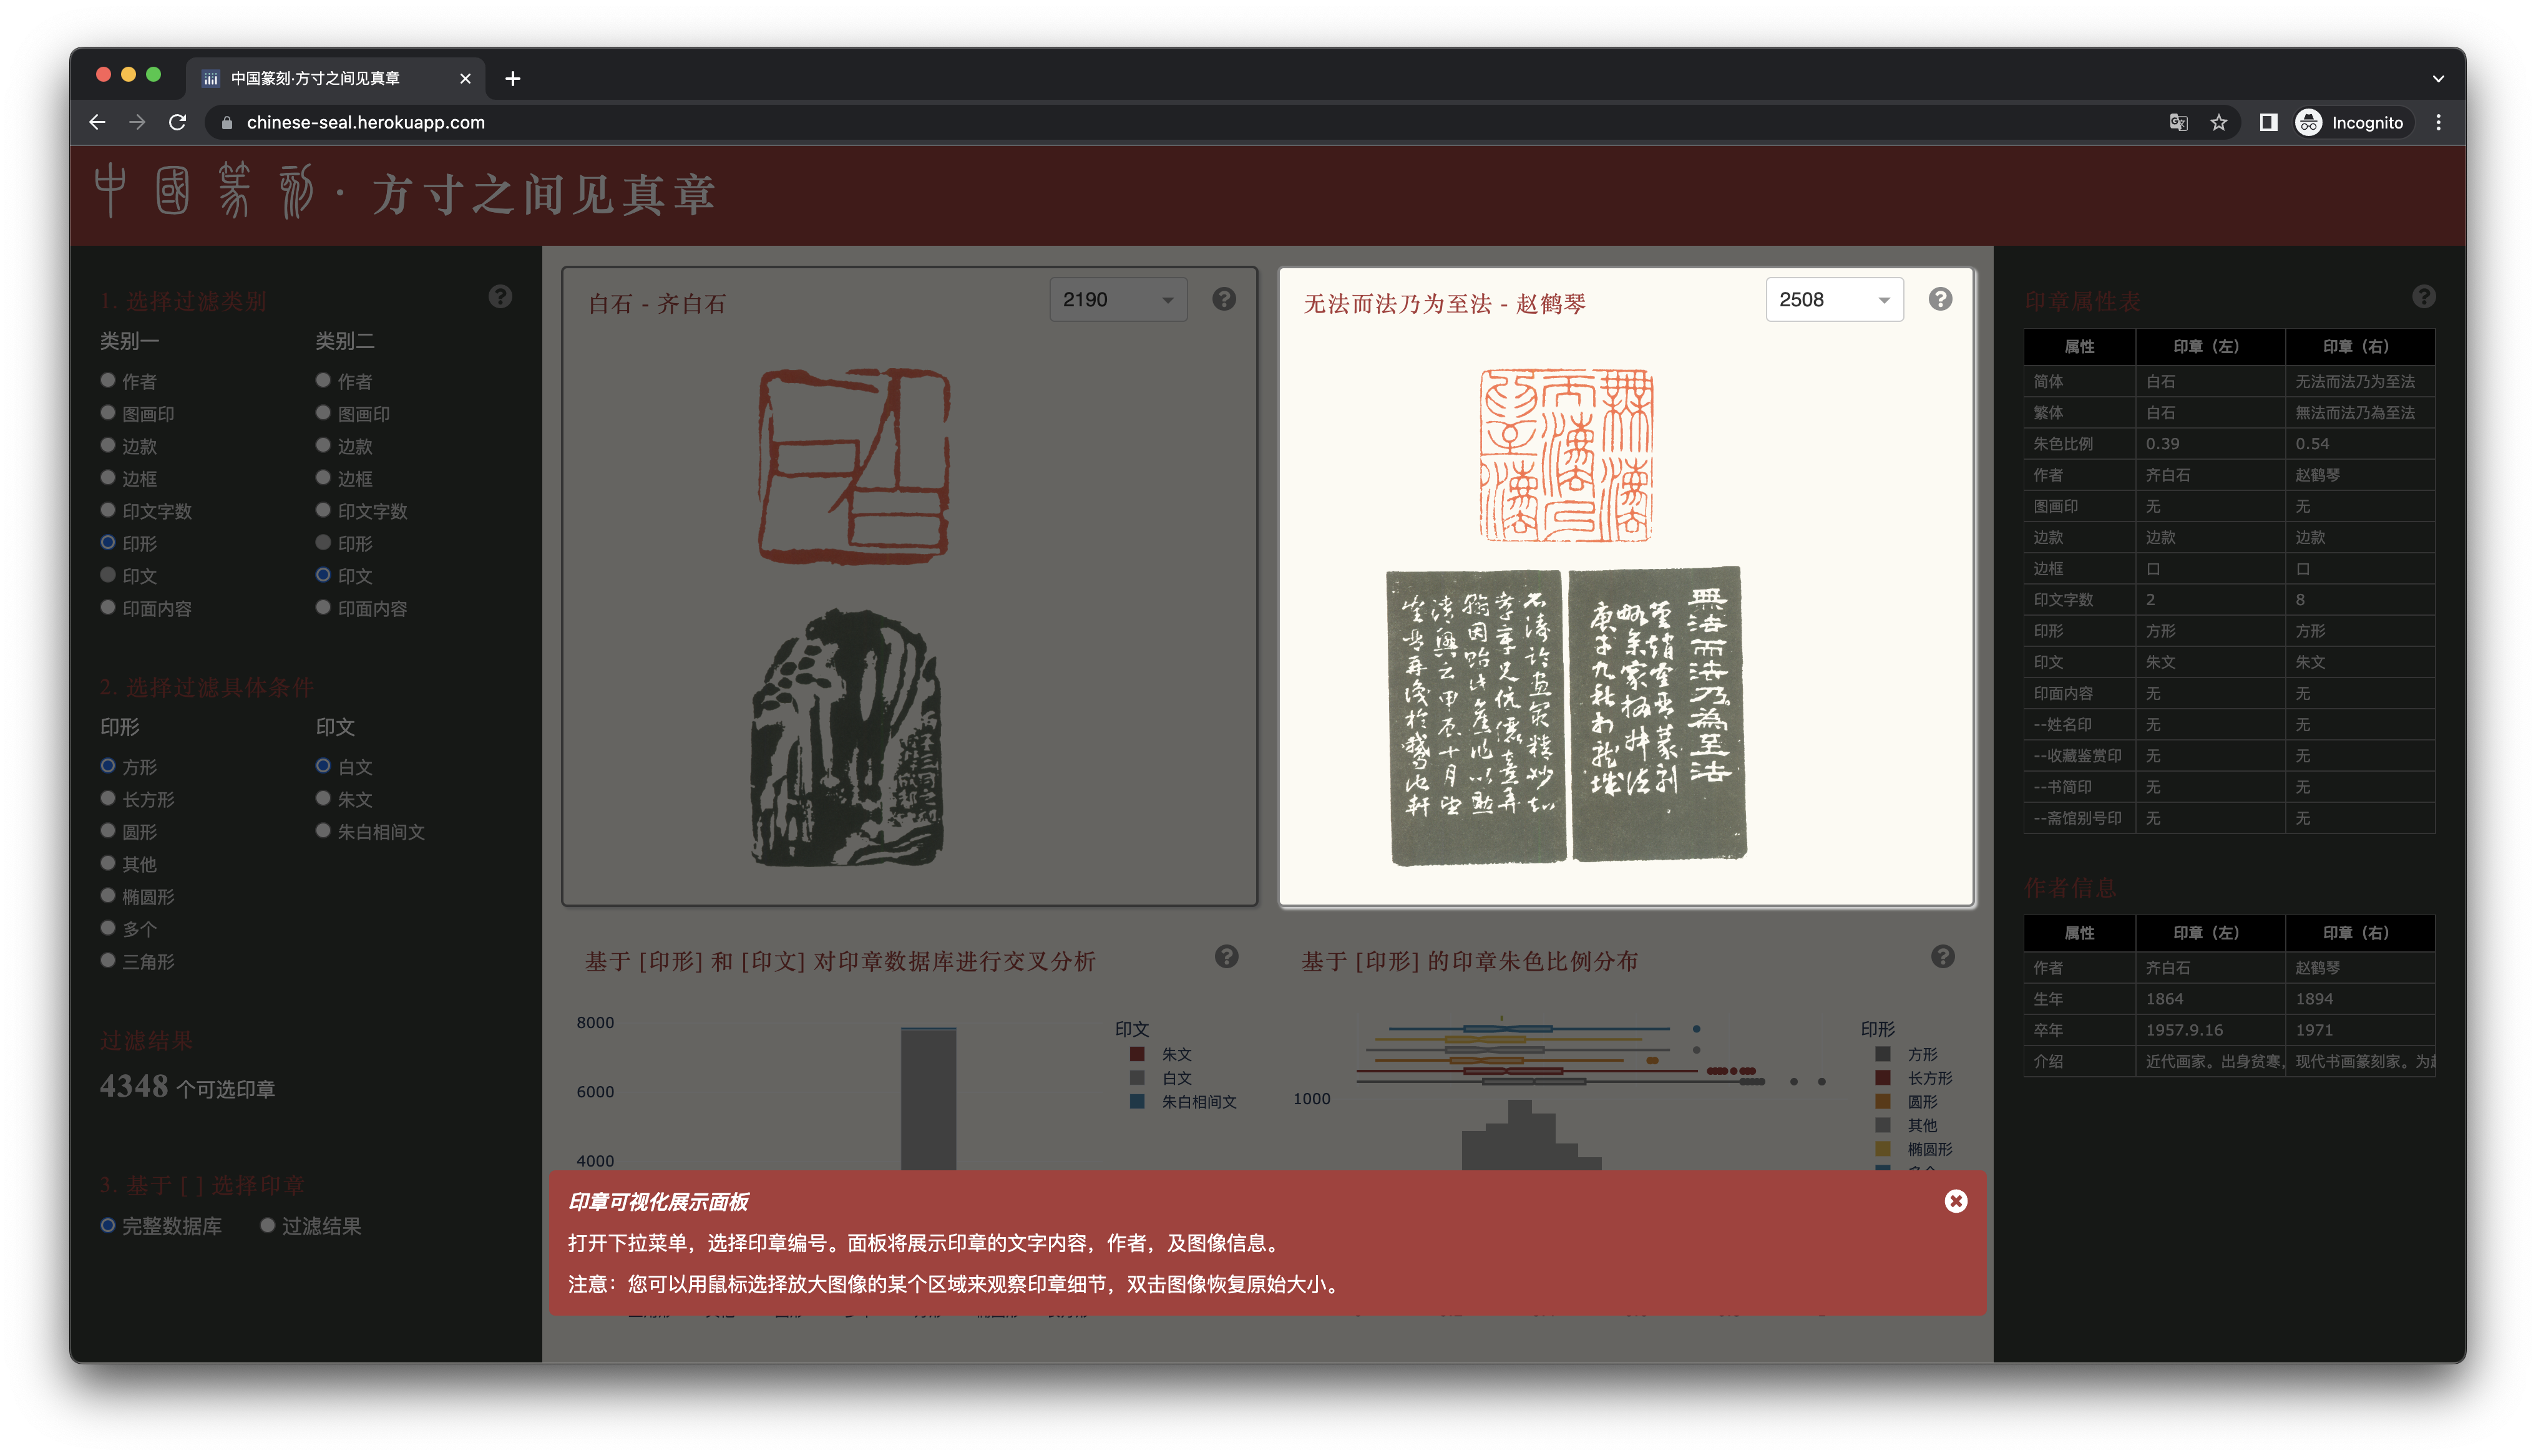 中国篆刻·方寸之间见真章
chinese-seal.herokuapp.com
Incognito
中國篆刻·方寸之间见真章
1. 选择过滤类别
类别一
类别二
作者
作者
图画印
图画印
边款
边款
边框
边框
印文字数
印文字数
印形
印形
印文
印文
印面内容
印面内容
2. 选择过滤具体条件
印形
印文
方形
白文
长方形
朱文
圆形
朱白相间文
其他
椭圆形
多个
三角形
过滤结果
4348 个可选印章
3. 基于 [ ] 选择印章
完整数据库
过滤结果
白石 - 齐白石
2190
白石
无法而法乃为至法 - 赵鹤琴
2508
無法而法乃為至法
基于 [印形] 和 [印文] 对印章数据库进行交叉分析
8000
6000
4000
印文
朱文
白文
朱白相间文
基于 [印形] 的印章朱色比例分布
1000
印形
方形
长方形
圆形
其他
椭圆形
印章可视化展示面板
打开下拉菜单，选择印章编号。面板将展示印章的文字内容，作者，及图像信息。
注意：您可以用鼠标选择放大图像的某个区域来观察印章细节，双击图像恢复原始大小。
印章属性表
属性 印章（左） 印章（右）
简体 白石 无法而法乃为至法
繁体 白石 無法而法乃為至法
朱色比例 0.39 0.54
作者 齐白石 赵鹤琴
图画印 无 无
边款 边款 边款
边框 口 口
印文字数 2 8
印形 方形 方形
印文 朱文 朱文
印面内容 无 无
--姓名印 无 无
--收藏鉴赏印 无 无
--书简印 无 无
--斋馆别号印 无 无
作者信息
属性 印章（左） 印章（右）
作者 齐白石 赵鹤琴
生年 1864 1894
卒年 1957.9.16 1971
介绍 近代画家。出身贫寒, 现代书画篆刻家。为